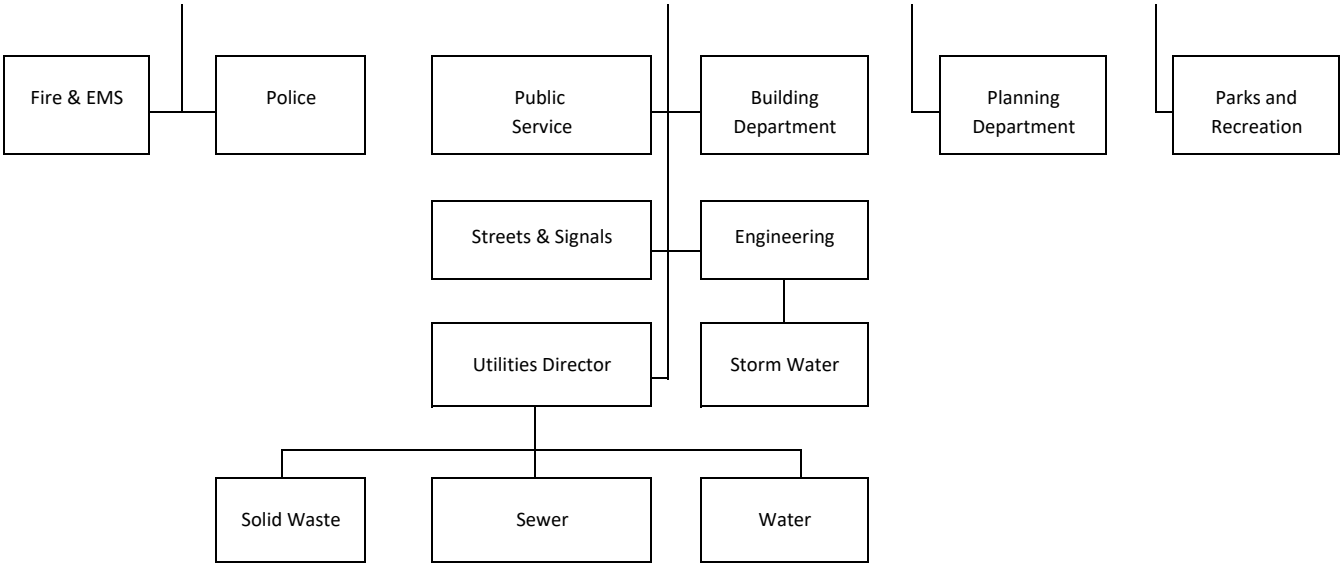 Fire & EMS
Police
Public
Service
Building
Department
Planning
Department
Parks and
Recreation
Streets & Signals
Engineering
Utilities Director
Storm Water
Solid Waste
Sewer
Water